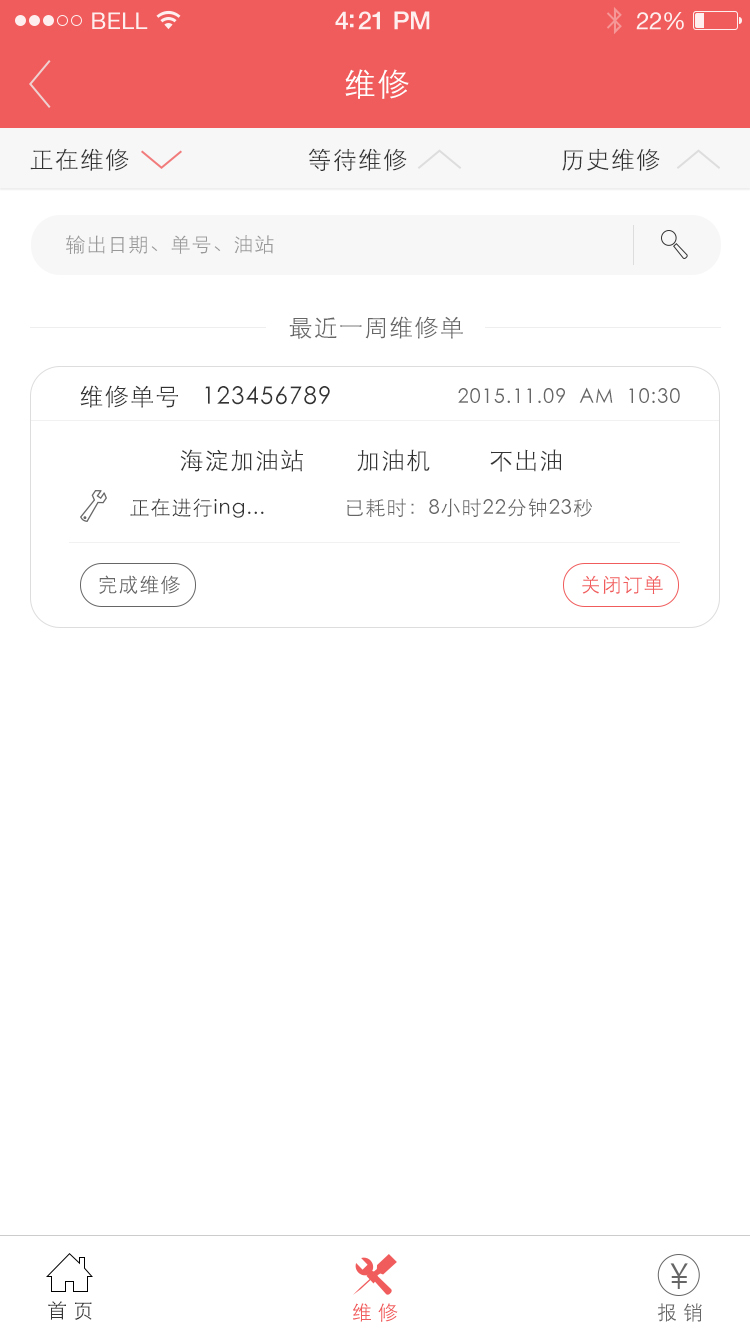 BELL 4:21 PM 22%
维修
正在维修 等待维修 历史维修
输出日期、单号、油站
最近一周维修单
维修单号 123456789 2015.11.09 AM 10:30
海淀加油站 加油机 不出油
正在进行ing... 已耗时：8小时22分钟23秒
完成维修 关闭订单
首页 维修 报销